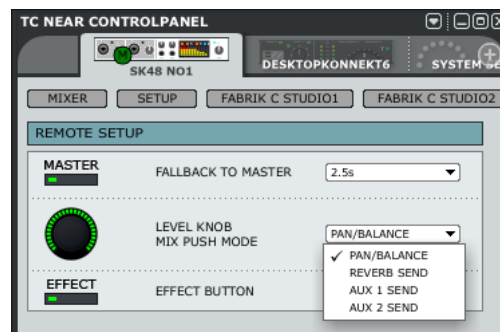 TC NEAR CONTROLPANEL
M
SK48 NO1
DESKTOPKONNEKT6
SYSTEM SE
MIXER
SETUP
FABRIK C STUDIO1
FABRIK C STUDIO2
REMOTE SETUP
MASTER
FALLBACK TO MASTER
2.5s
LEVEL KNOB
MIX PUSH MODE
PAN/BALANCE
PAN/BALANCE
REVERB SEND
AUX 1 SEND
AUX 2 SEND
EFFECT
EFFECT BUTTON